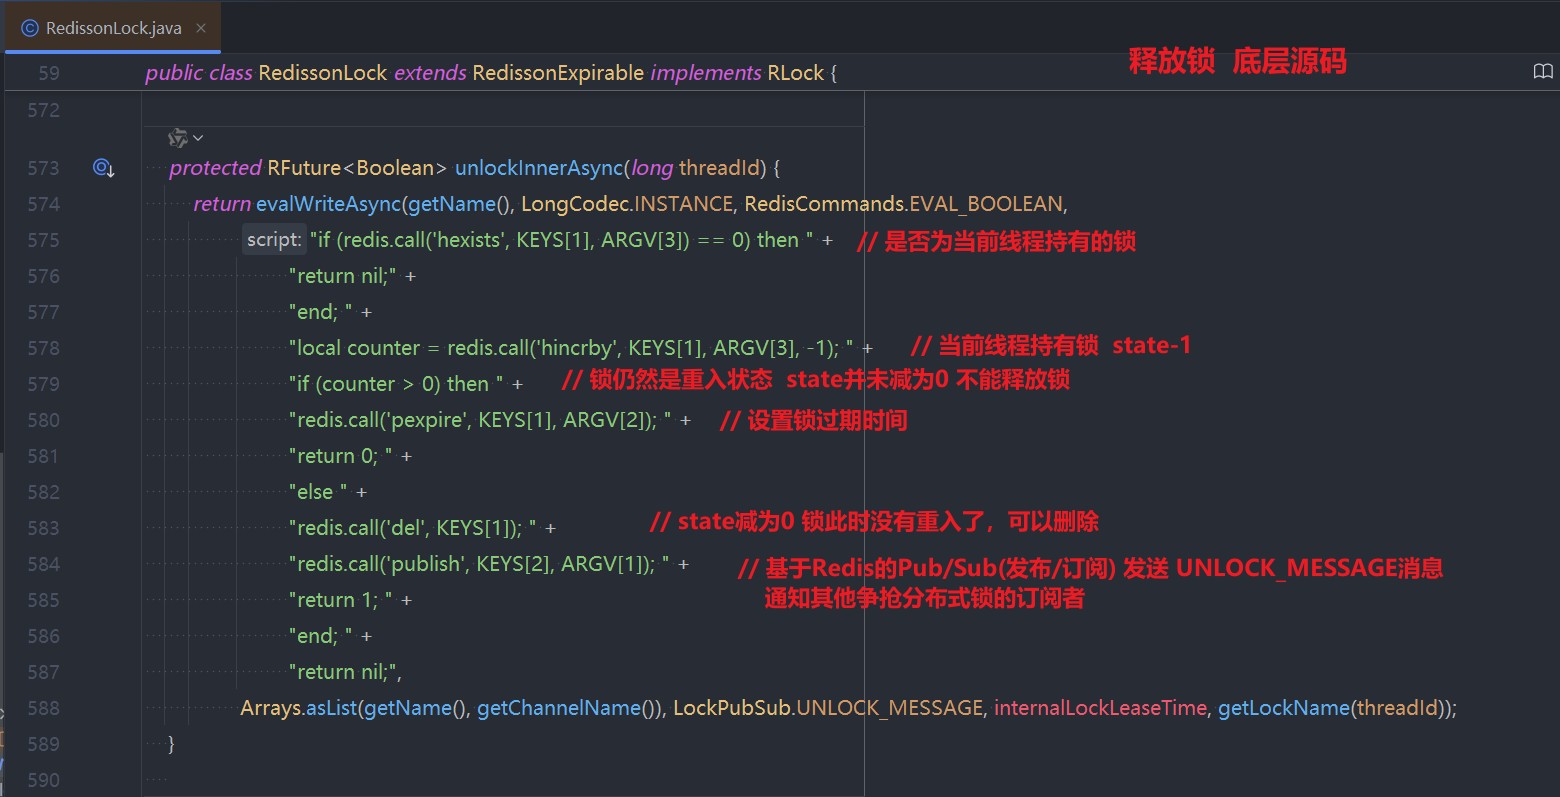 RedissonLock.java
释放锁 底层源码
59 public class RedissonLock extends RedissonExpirable implements RLock {
572
573 protected RFuture<Boolean> unlockInnerAsync(long threadId) {
574 return evalWriteAsync(getName(), LongCodec.INSTANCE, RedisCommands.EVAL_BOOLEAN,
575 script: "if (redis.call('hexists', KEYS[1], ARGV[3]) == 0) then " + // 是否为当前线程持有的锁
576 "return nil;" +
577 "end; " +
578 "local counter = redis.call('hincrby', KEYS[1], ARGV[3], -1); " + // 当前线程持有锁 state-1
579 "if (counter > 0) then " + // 锁仍然是重入状态 state并未减为0 不能释放锁
580 "redis.call('pexpire', KEYS[1], ARGV[2]); " + // 设置锁过期时间
581 "return 0; " +
582 "else " +
583 "redis.call('del', KEYS[1]); " + // state减为0 锁此时没有重入了，可以删除
584 "redis.call('publish', KEYS[2], ARGV[1]); " + // 基于Redis的Pub/Sub(发布/订阅) 发送 UNLOCK_MESSAGE消息
585 "return 1; " + 通知其他争抢分布式锁的订阅者
586 "end; " +
587 "return nil;",
588 Arrays.asList(getName(), getChannelName()), LockPubSub.UNLOCK_MESSAGE, internalLockLeaseTime, getLockName(threadId));
589 }
590